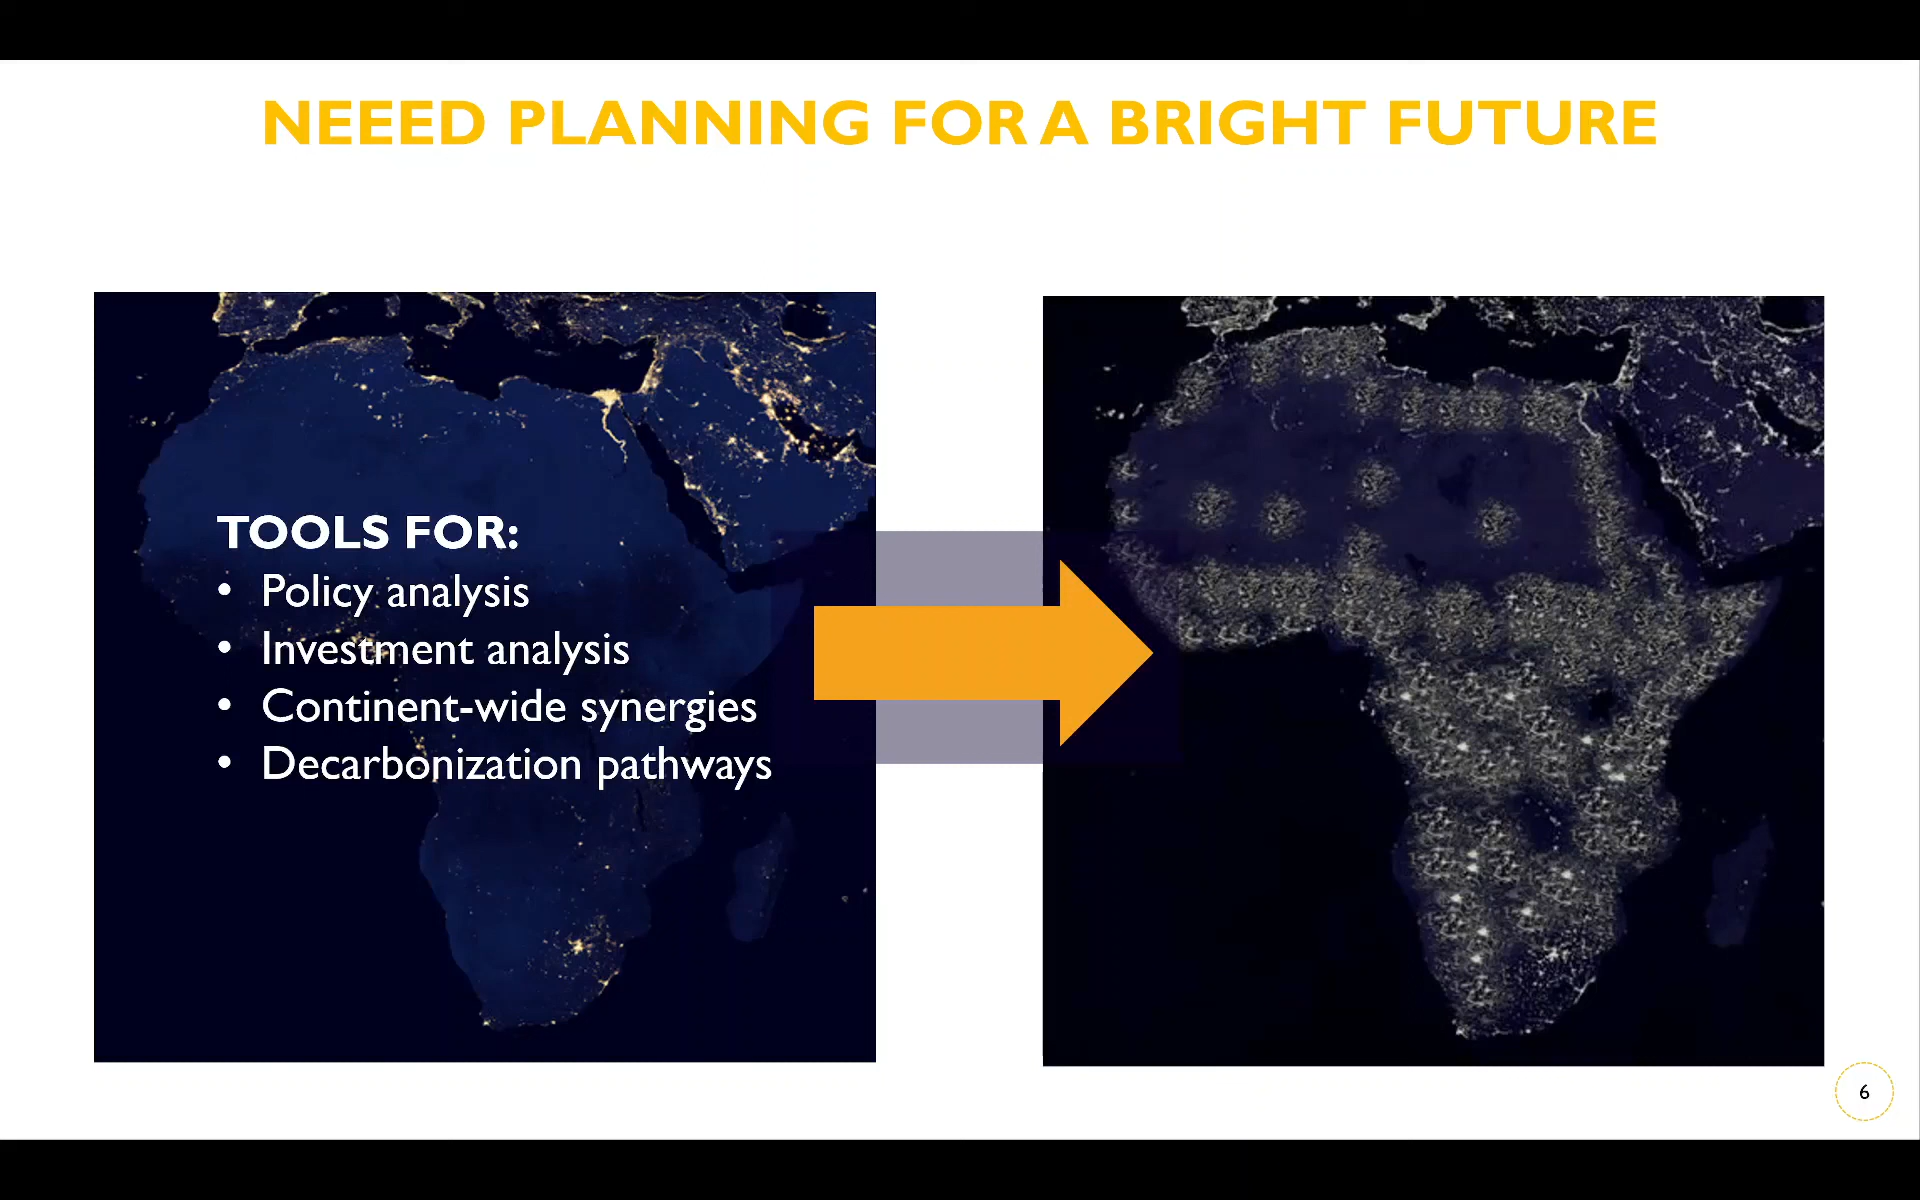 NEEED PLANNING FOR A BRIGHT FUTURE
TOOLS FOR:
• Policy analysis
• Investment analysis
• Continent-wide synergies
• Decarbonization pathways
6